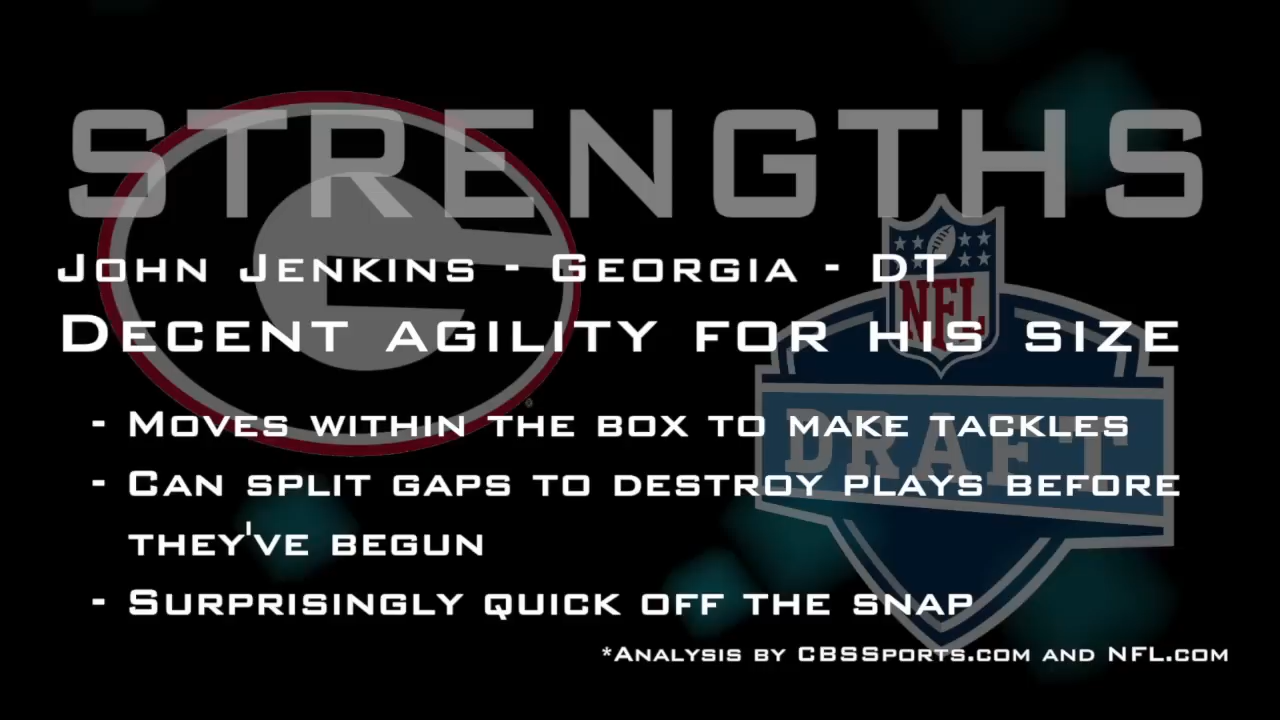 STRENGTHS
John Jenkins - Georgia - DT
Decent agility for his size
- Moves within the box to make tackles
- Can split gaps to destroy plays before
they've begun
- Surprisingly quick off the snap
*Analysis by CBSSports.com and NFL.com
G
NFL
DRAFT